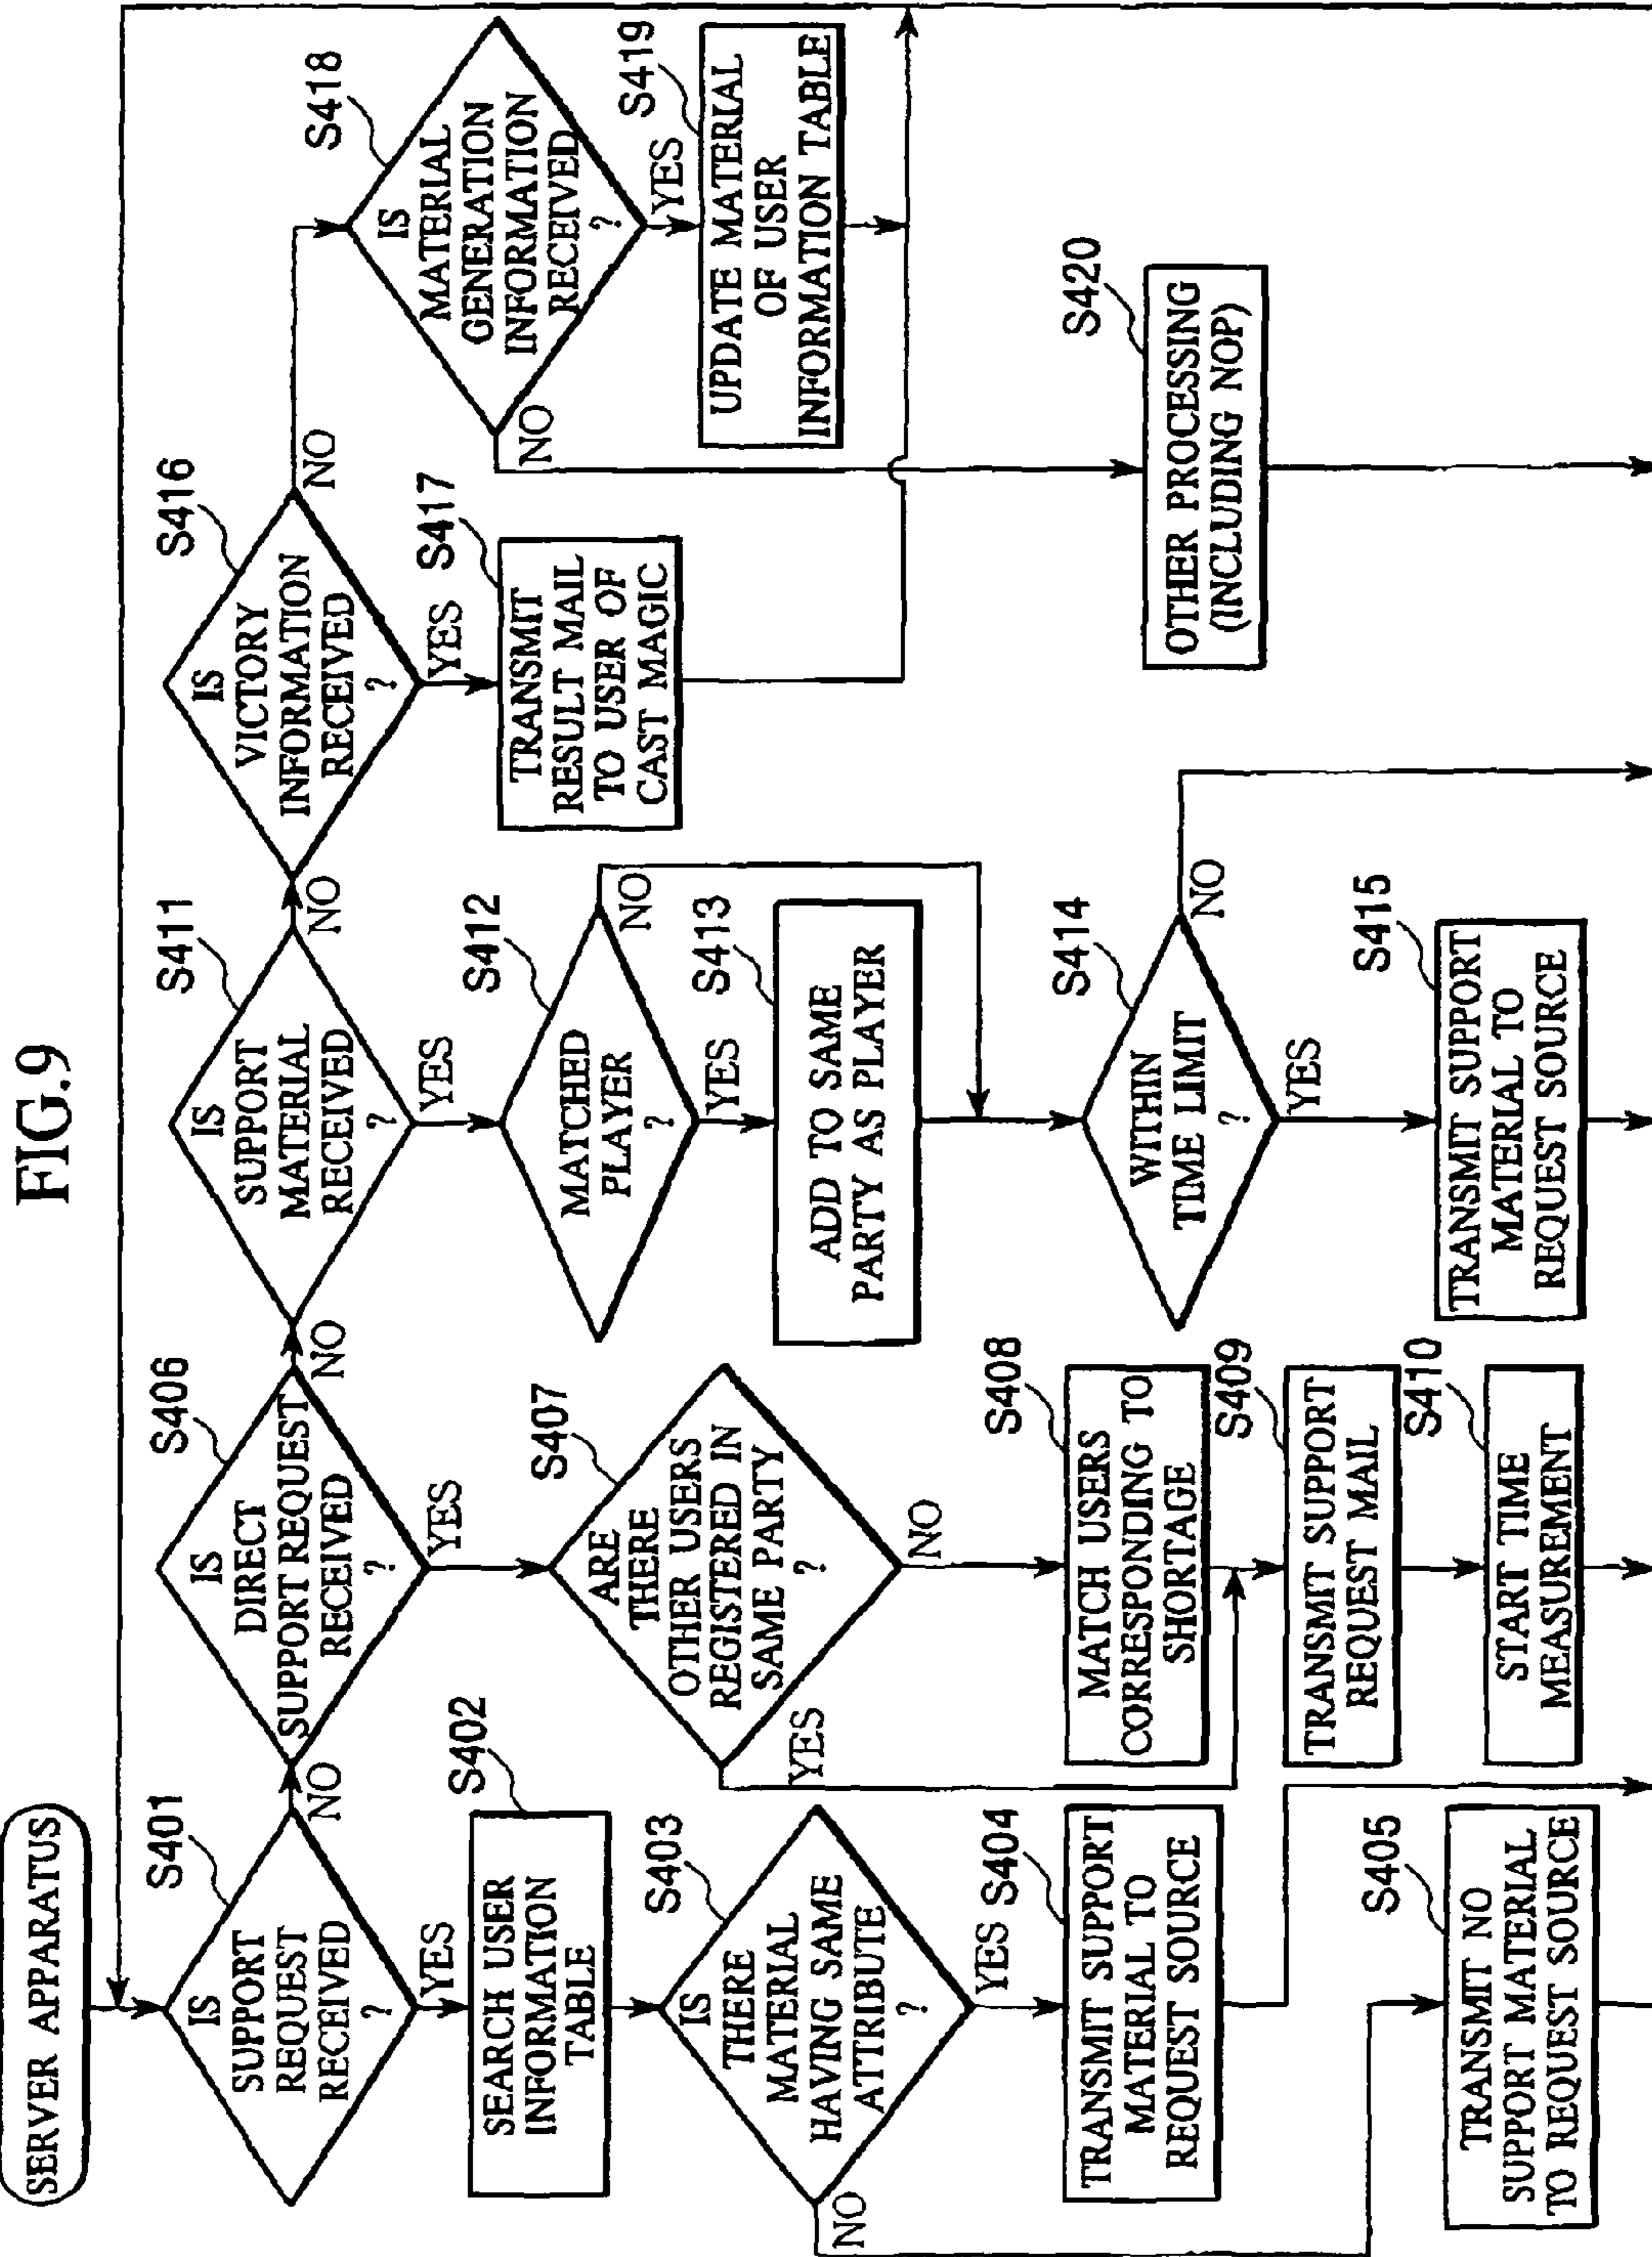 FIG.9
SERVER APPARATUS
S401
IS
SUPPORT
REQUEST
RECEIVED
?
NO
YES
S402
SEARCH USER
INFORMATION
TABLE
S403
IS
THERE
MATERIAL
HAVING SAME
ATTRIBUTE
?
YES
NO
S404
TRANSMIT SUPPORT
MATERIAL TO
REQUEST SOURCE
S405
TRANSMIT NO
SUPPORT MATERIAL
TO REQUEST SOURCE
S406
IS
DIRECT
SUPPORT REQUEST
RECEIVED
?
NO
YES
S407
ARE
THERE
OTHER USERS
REGISTERED IN
SAME PARTY
?
NO
YES
S408
MATCH USERS
CORRESPONDING TO
SHORTAGE
S409
TRANSMIT SUPPORT
REQUEST MAIL
S410
START TIME
MEASUREMENT
S411
IS
SUPPORT
MATERIAL
RECEIVED
?
NO
YES
S412
MATCHED
PLAYER
?
NO
YES
S413
ADD TO SAME
PARTY AS PLAYER
S414
WITHIN
TIME LIMIT
?
NO
YES
S415
TRANSMIT SUPPORT
MATERIAL TO
REQUEST SOURCE
S416
IS
VICTORY
INFORMATION
RECEIVED
?
NO
YES
S417
TRANSMIT
RESULT MAIL
TO USER OF
CAST MAGIC
S418
IS
MATERIAL
GENERATION
INFORMATION
RECEIVED
?
YES
NO
S419
UPDATE MATERIAL
OF USER
INFORMATION TABLE
S420
OTHER PROCESSING
(INCLUDING NOP)